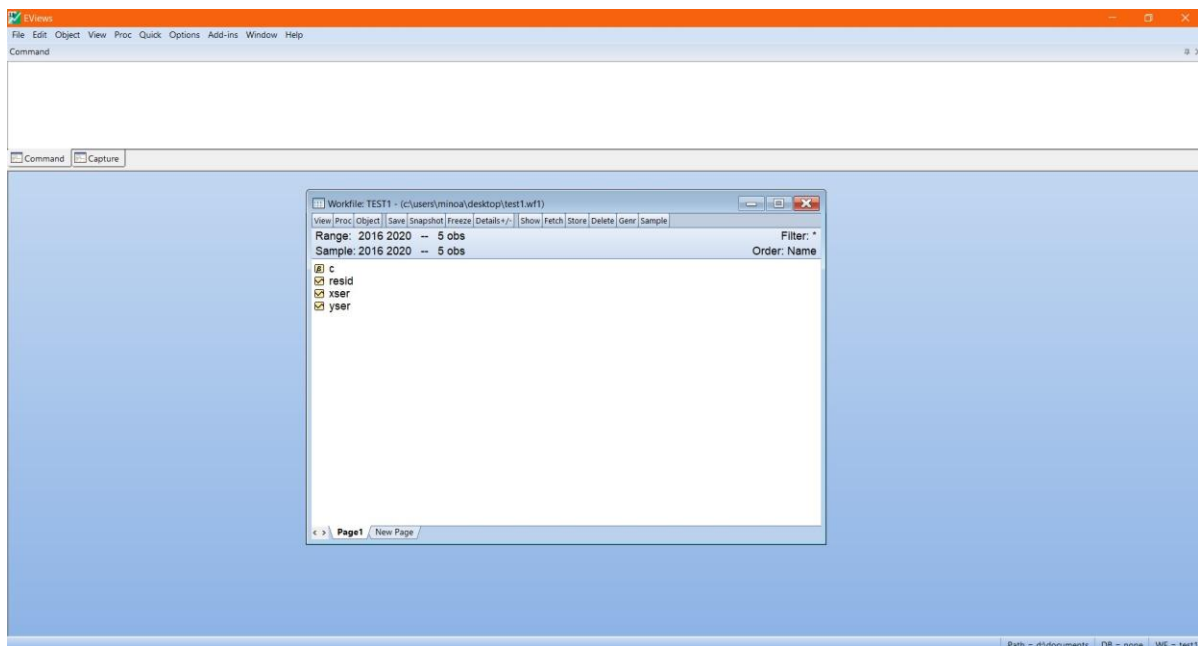 EViews
File Edit Object View Proc Quick Options Add-ins Window Help
Command
Command Capture
Workfile: TEST1 - (c:\users\minoa\desktop\test1.wf1)
View Proc Object Save Snapshot Freeze Details+/- Show Fetch Store Delete Genr Sample
Range: 2016 2020 -- 5 obs Filter: *
Sample: 2016 2020 -- 5 obs Order: Name
c
resid
xser
yser
< > Page1 New Page
Path = d:\documents DB = none WF = test1